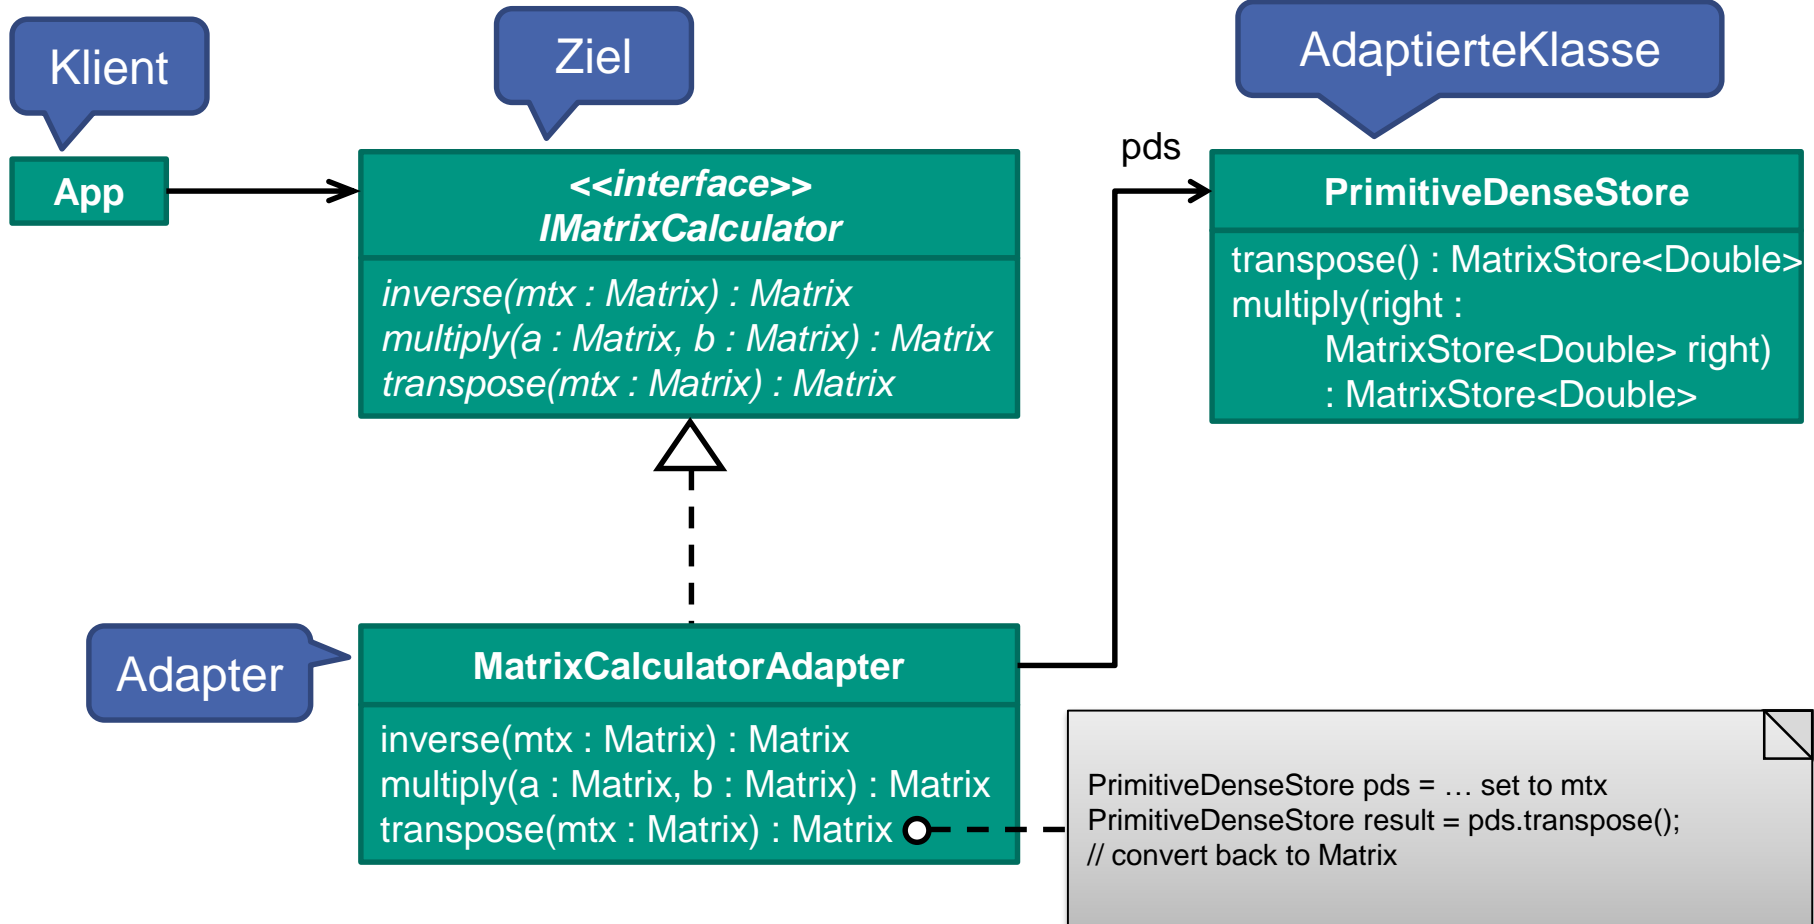 Klient
Ziel
AdaptierteKlasse
App
<<interface>>
IMatrixCalculator
inverse(mtx : Matrix) : Matrix
multiply(a : Matrix, b : Matrix) : Matrix
transpose(mtx : Matrix) : Matrix
pds
PrimitiveDenseStore
transpose() : MatrixStore<Double>
multiply(right :
MatrixStore<Double> right)
: MatrixStore<Double>
Adapter
MatrixCalculatorAdapter
inverse(mtx : Matrix) : Matrix
multiply(a : Matrix, b : Matrix) : Matrix
transpose(mtx : Matrix) : Matrix
PrimitiveDenseStore pds = … set to mtx
PrimitiveDenseStore result = pds.transpose();
// convert back to Matrix